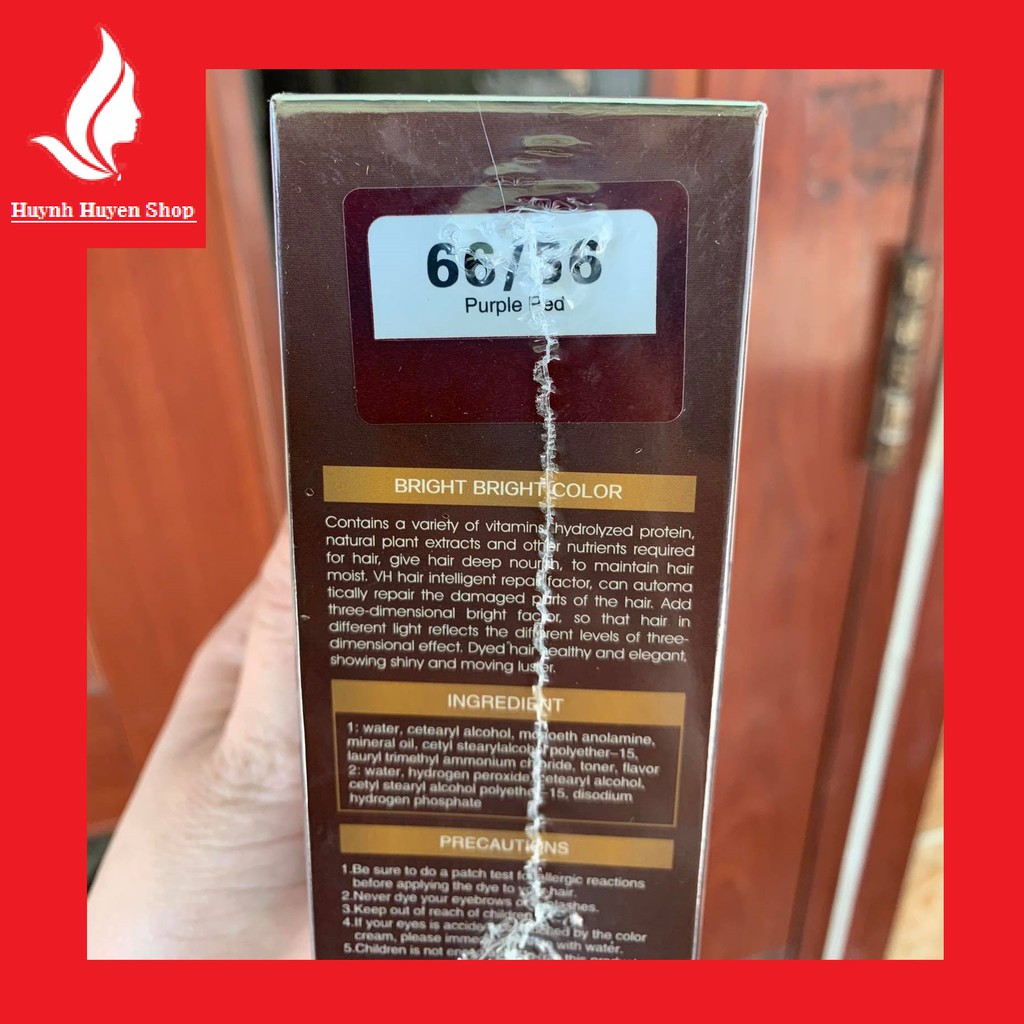 Huynh Huyen Shop
66/56
Purple Red
BRIGHT BRIGHT COLOR
Contains a variety of vitamins, hydrolyzed protein,
natural plant extracts and other nutrients required
for hair, give hair deep nourish, to maintain hair
moist. VH hair intelligent repair factor, can automa
tically repair the damaged parts of the hair. Add
three-dimensional bright factor, so that hair in
different light reflects the different levels of three-
dimensional effect. Dyed hair healthy and elegant,
showing shiny and moving luster.
INGREDIENT
1: water, cetearyl alcohol, monoeth anolamine,
mineral oil, cetyl stearylalcohol polyether-15,
lauryl trimethyl ammonium chloride, toner, flavor
2: water, hydrogen peroxide, cetearyl alcohol,
cetyl stearyl alcohol polyether-15, disodium
hydrogen phosphate
PRECAUTIONS
1.Be sure to do a patch test for allergic reactions
before applying the dye to your hair.
2.Never dye your eyebrows or eyelashes.
3.Keep out of reach of children
4.If your eyes is by the color
cream, please with water.
5.Children is not this